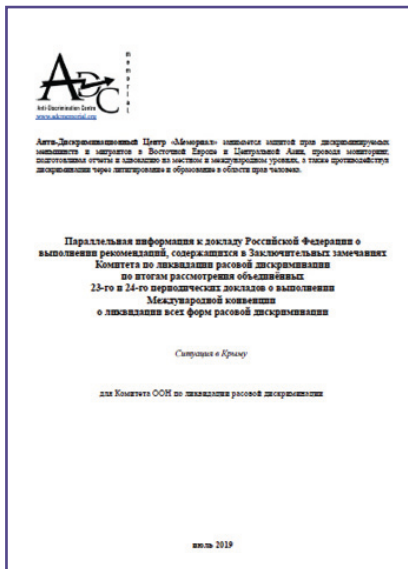 ADC
memorial
Anti-Discrimination Centre
www.adcmemorial.org
Анти-Дискриминационный Центр «Мемориал» занимается защитой прав дискриминируемых
меньшинств и мигрантов в Восточной Европе и Центральной Азии, проводя мониторинг,
подготавливая отчеты и адвокацию на местном и международном уровнях, а также противодействуя
дискриминации через литигирование и образование в области прав человека.
Параллельная информация к докладу Российской Федерации о
выполнении рекомендаций, содержащихся в Заключительных замечаниях
Комитета по ликвидации расовой дискриминации
по итогам рассмотрения объединённых
23-го и 24-го периодических докладов о выполнении
Международной конвенции
о ликвидации всех форм расовой дискриминации
Ситуация в Крыму
для Комитета ООН по ликвидации расовой дискриминации
июль 2019